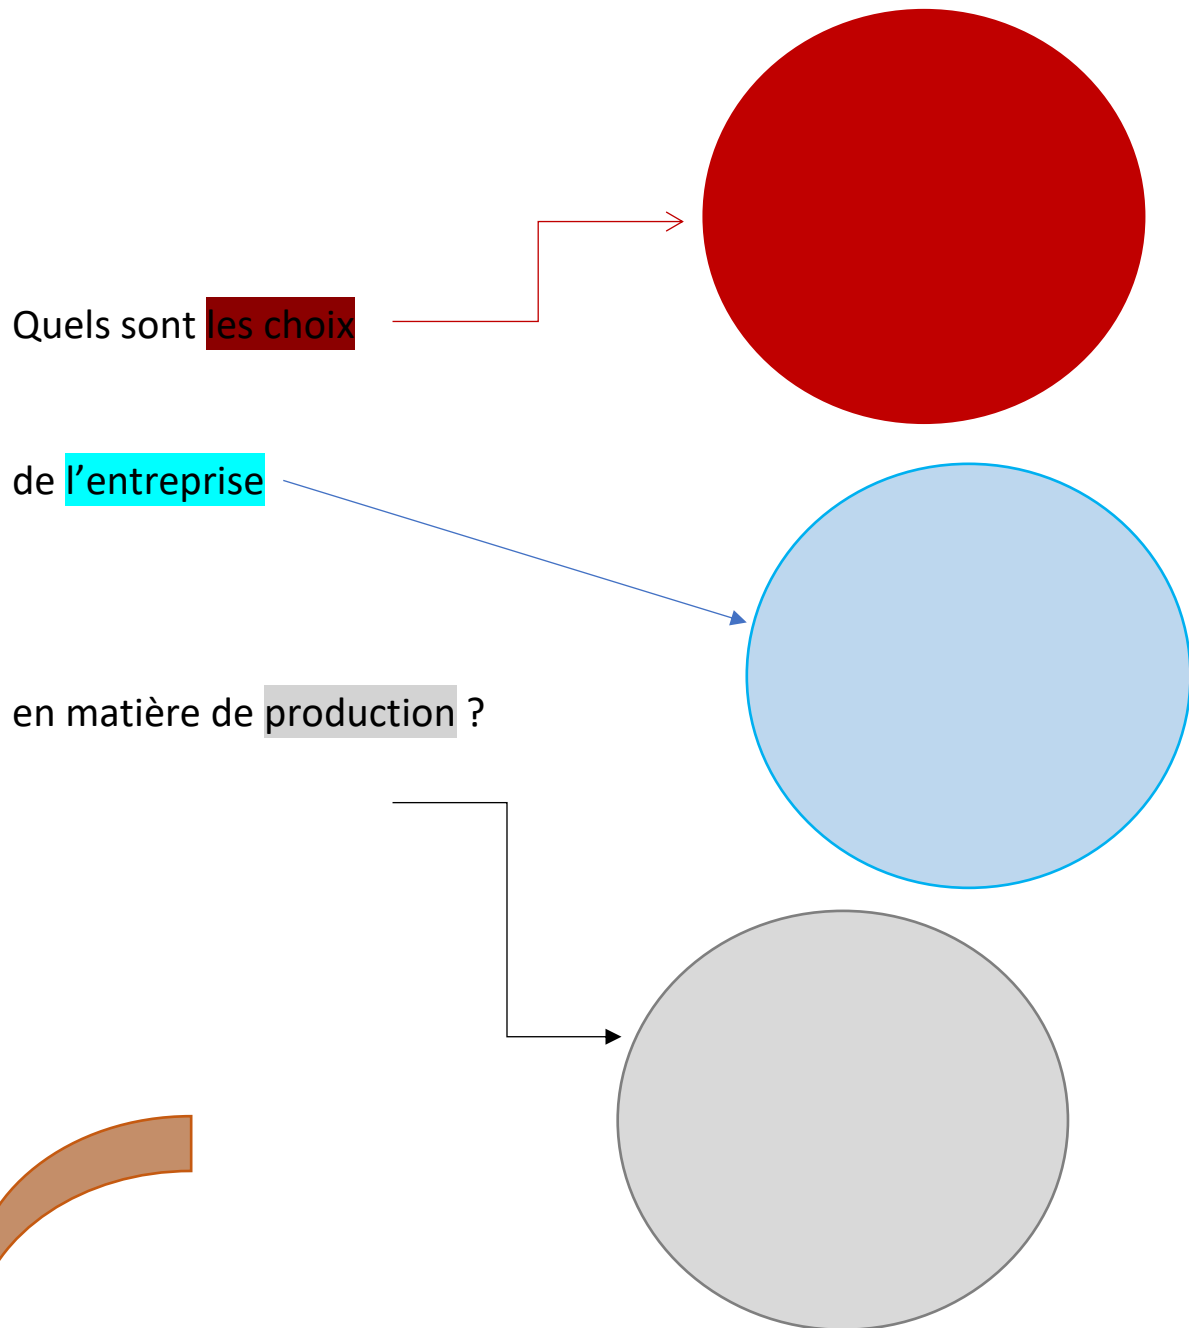 Quels sont les choix
de l’entreprise
en matière de production ?